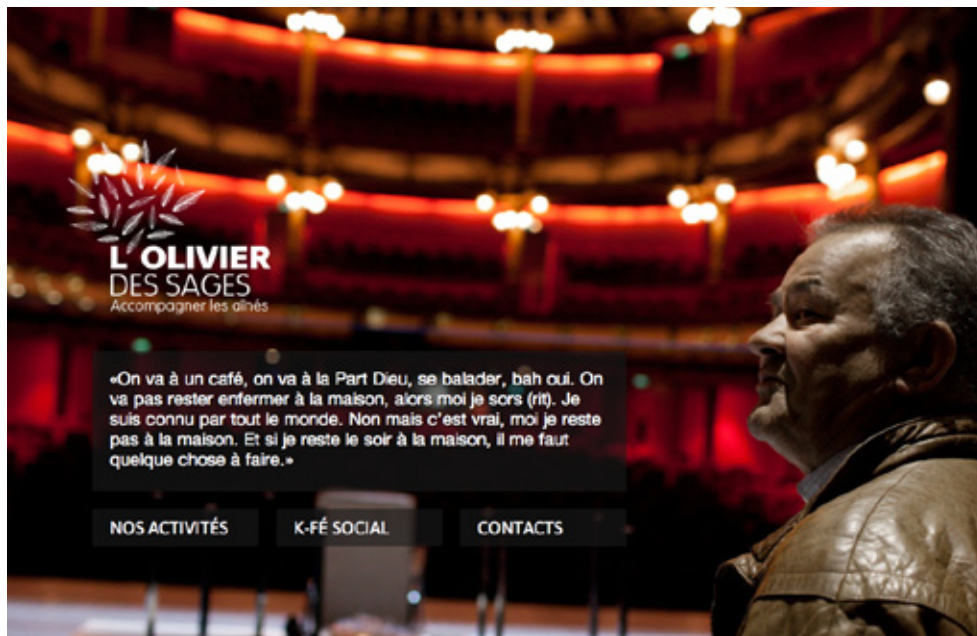 L'OLIVIER
DES SAGES
Accompagner les aînés
«On va à un café, on va à la Part Dieu, se balader, bah oui. On
va pas rester enfermer à la maison, alors moi je sors (rit). Je
suis connu par tout le monde. Non mais c'est vrai, moi je reste
pas à la maison. Et si je reste le soir à la maison, il me faut
quelque chose à faire.»
NOS ACTIVITÉS
K-FÉ SOCIAL
CONTACTS